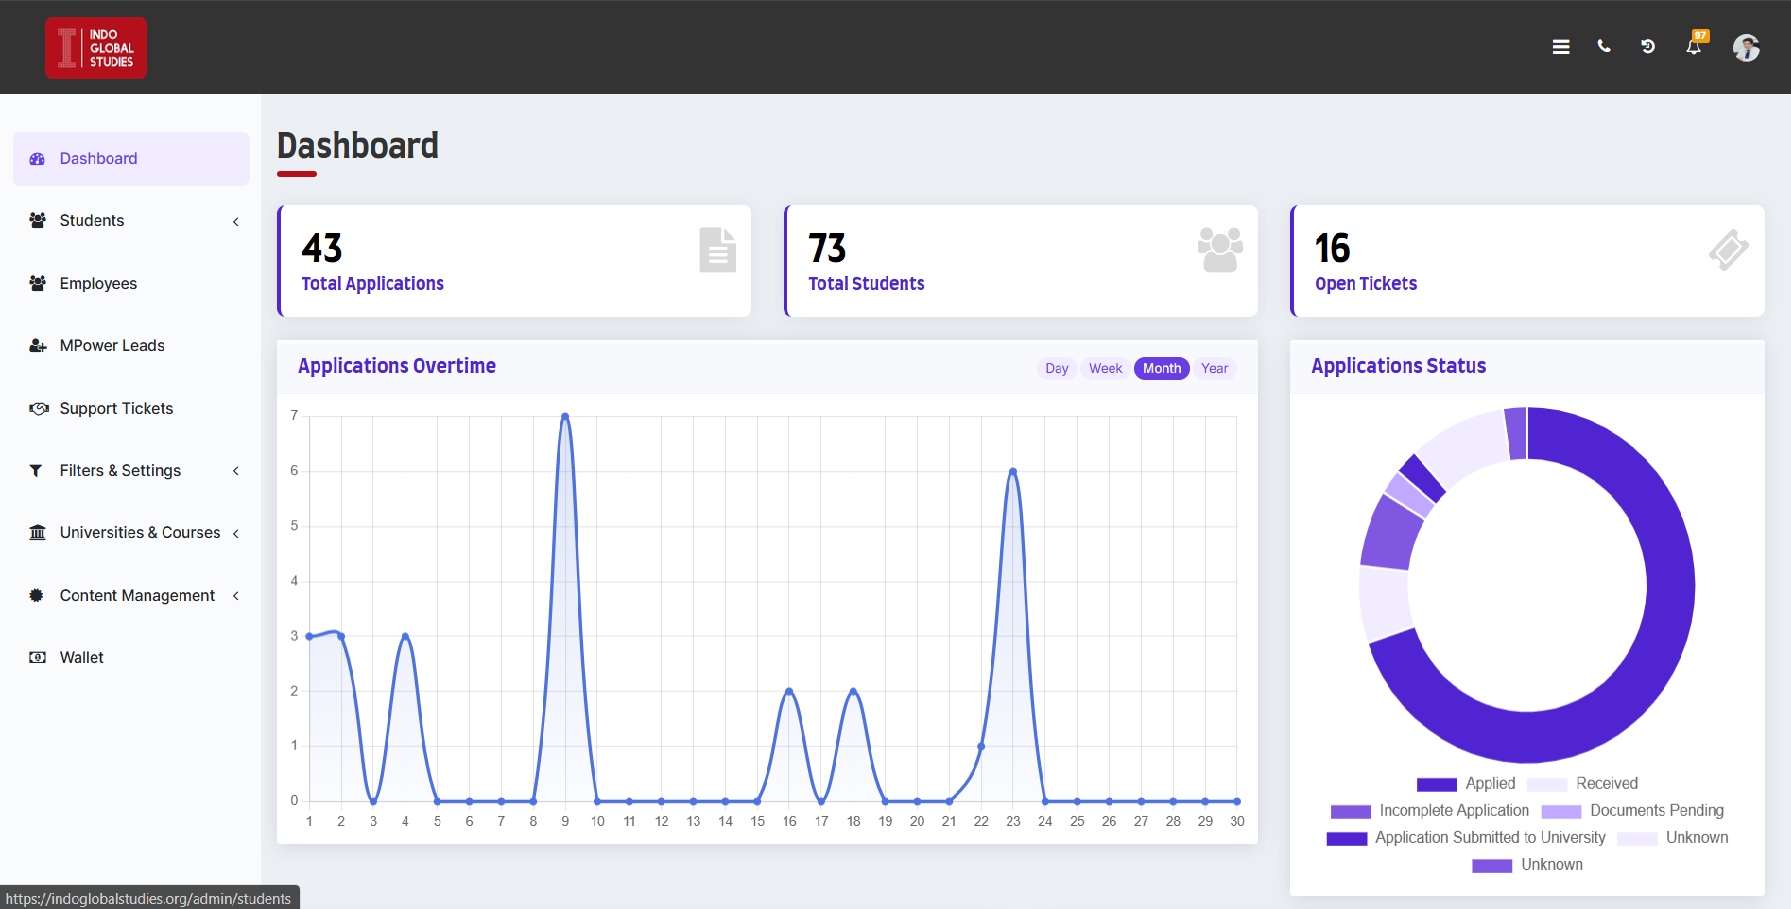 INDO
GLOBAL
STUDIES
97
Dashboard
Students
Employees
MPower Leads
Support Tickets
Filters & Settings
Universities & Courses
Content Management
Wallet
Dashboard
43
Total Applications
73
Total Students
16
Open Tickets
Applications Overtime
Day Week Month Year
7
6
5
4
3
2
1
0
1 2 3 4 5 6 7 8 9 10 11 12 13 14 15 16 17 18 19 20 21 22 23 24 25 26 27 28 29 30
Applications Status
Applied Received
Incomplete Application Documents Pending
Application Submitted to University Unknown
Unknown
https://indoglobalstudies.org/admin/students